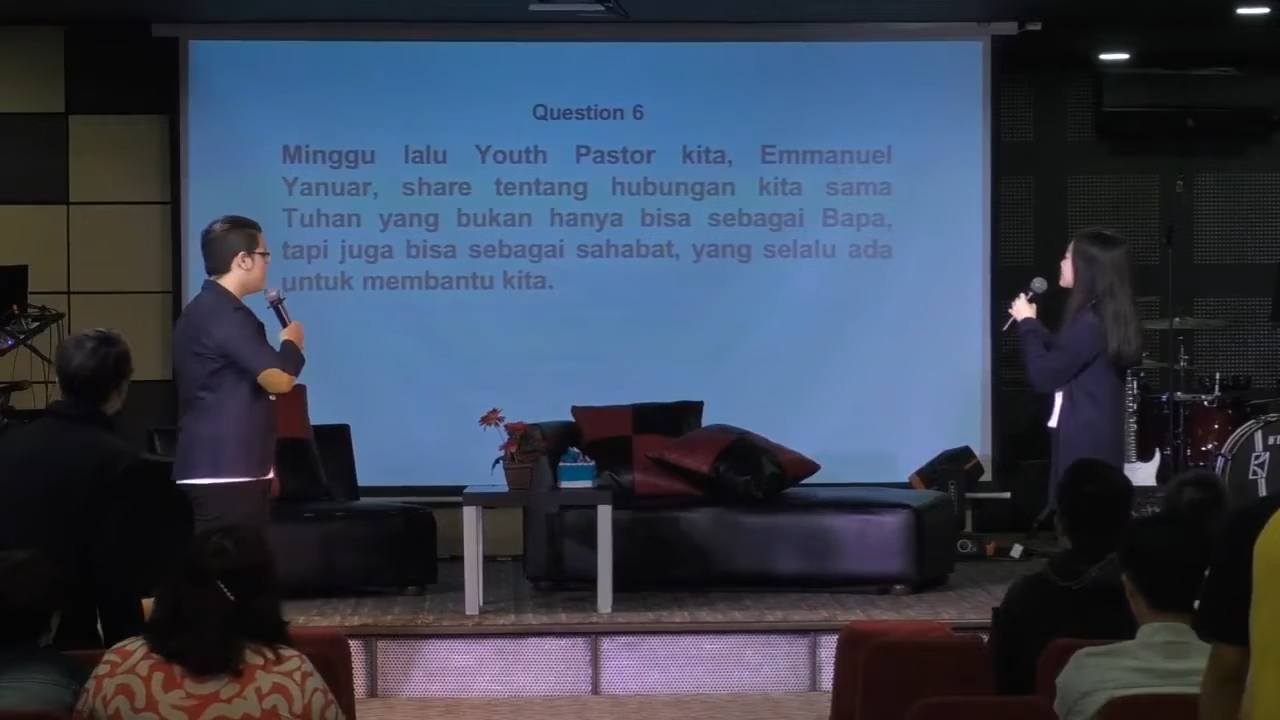 Question 6
Minggu lalu Youth Pastor kita, Emmanuel
Yanuar, share tentang hubungan kita sama
Tuhan yang bukan hanya bisa sebagai Bapa,
tapi juga bisa sebagai sahabat, yang selalu ada
untuk membantu kita.